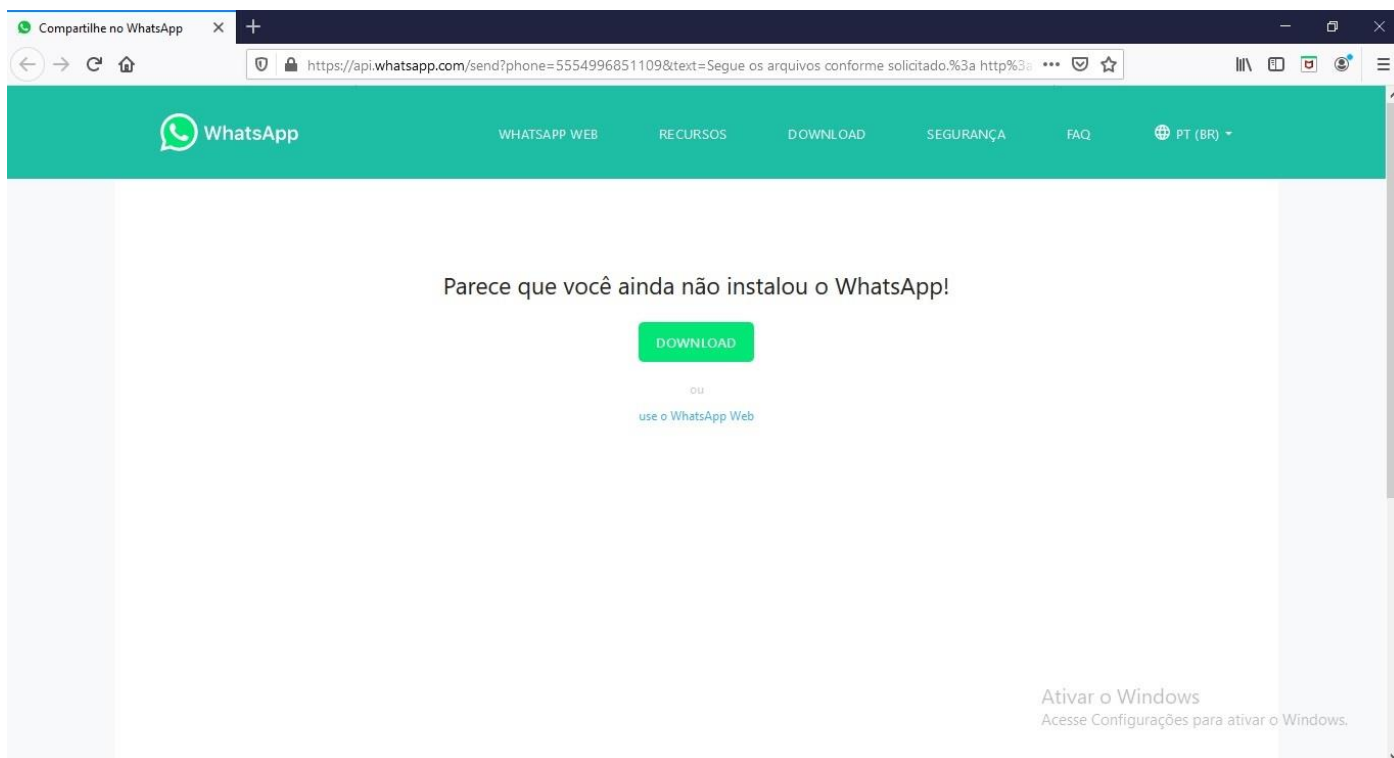 Compartilhe no WhatsApp
https://api.whatsapp.com/send?phone=5554996851109&text=Segue os arquivos conforme solicitado.%3a http%3a
WhatsApp WHATSAPP WEB RECURSOS DOWNLOAD SEGURANÇA FAQ PT (BR)
Parece que você ainda não instalou o WhatsApp!
DOWNLOAD
ou
use o WhatsApp Web
Ativar o Windows
Acesse Configurações para ativar o Windows.